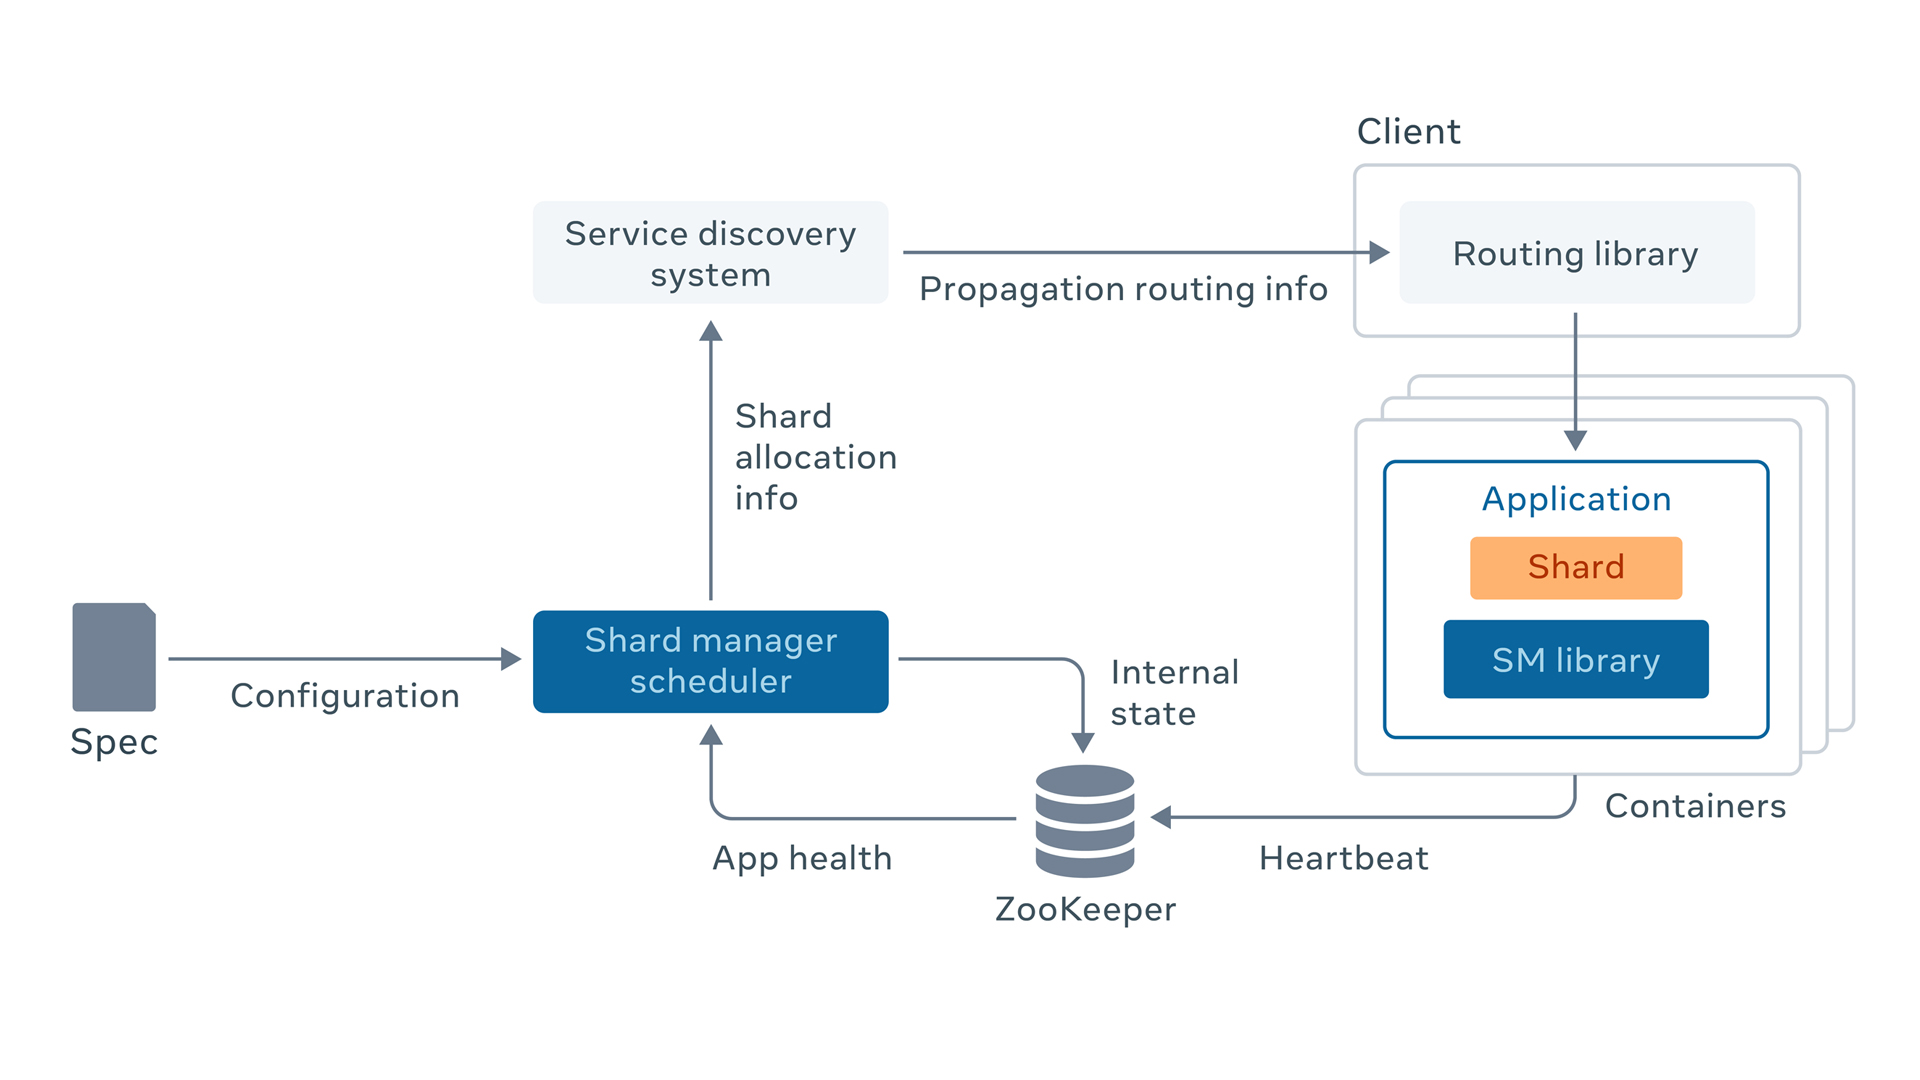 Client
Service discovery
system
Propagation routing info
Routing library
Shard
allocation
info
Application
Shard
SM library
Spec
Configuration
Shard manager
scheduler
Internal
state
App health
ZooKeeper
Heartbeat
Containers